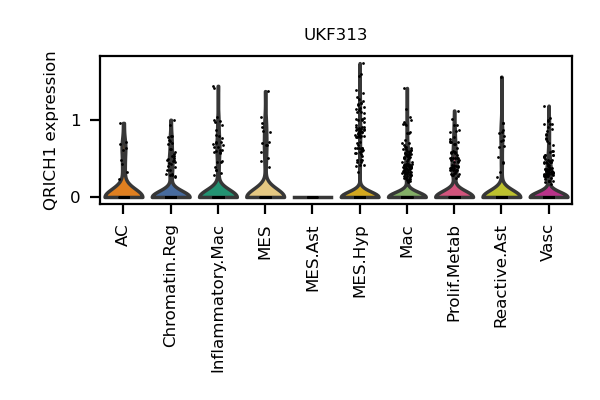 UKF313
QRICH1 expression
1
0
AC
Chromatin.Reg
Inflammatory.Mac
MES
MES.Ast
MES.Hyp
Mac
Prolif.Metab
Reactive.Ast
Vasc